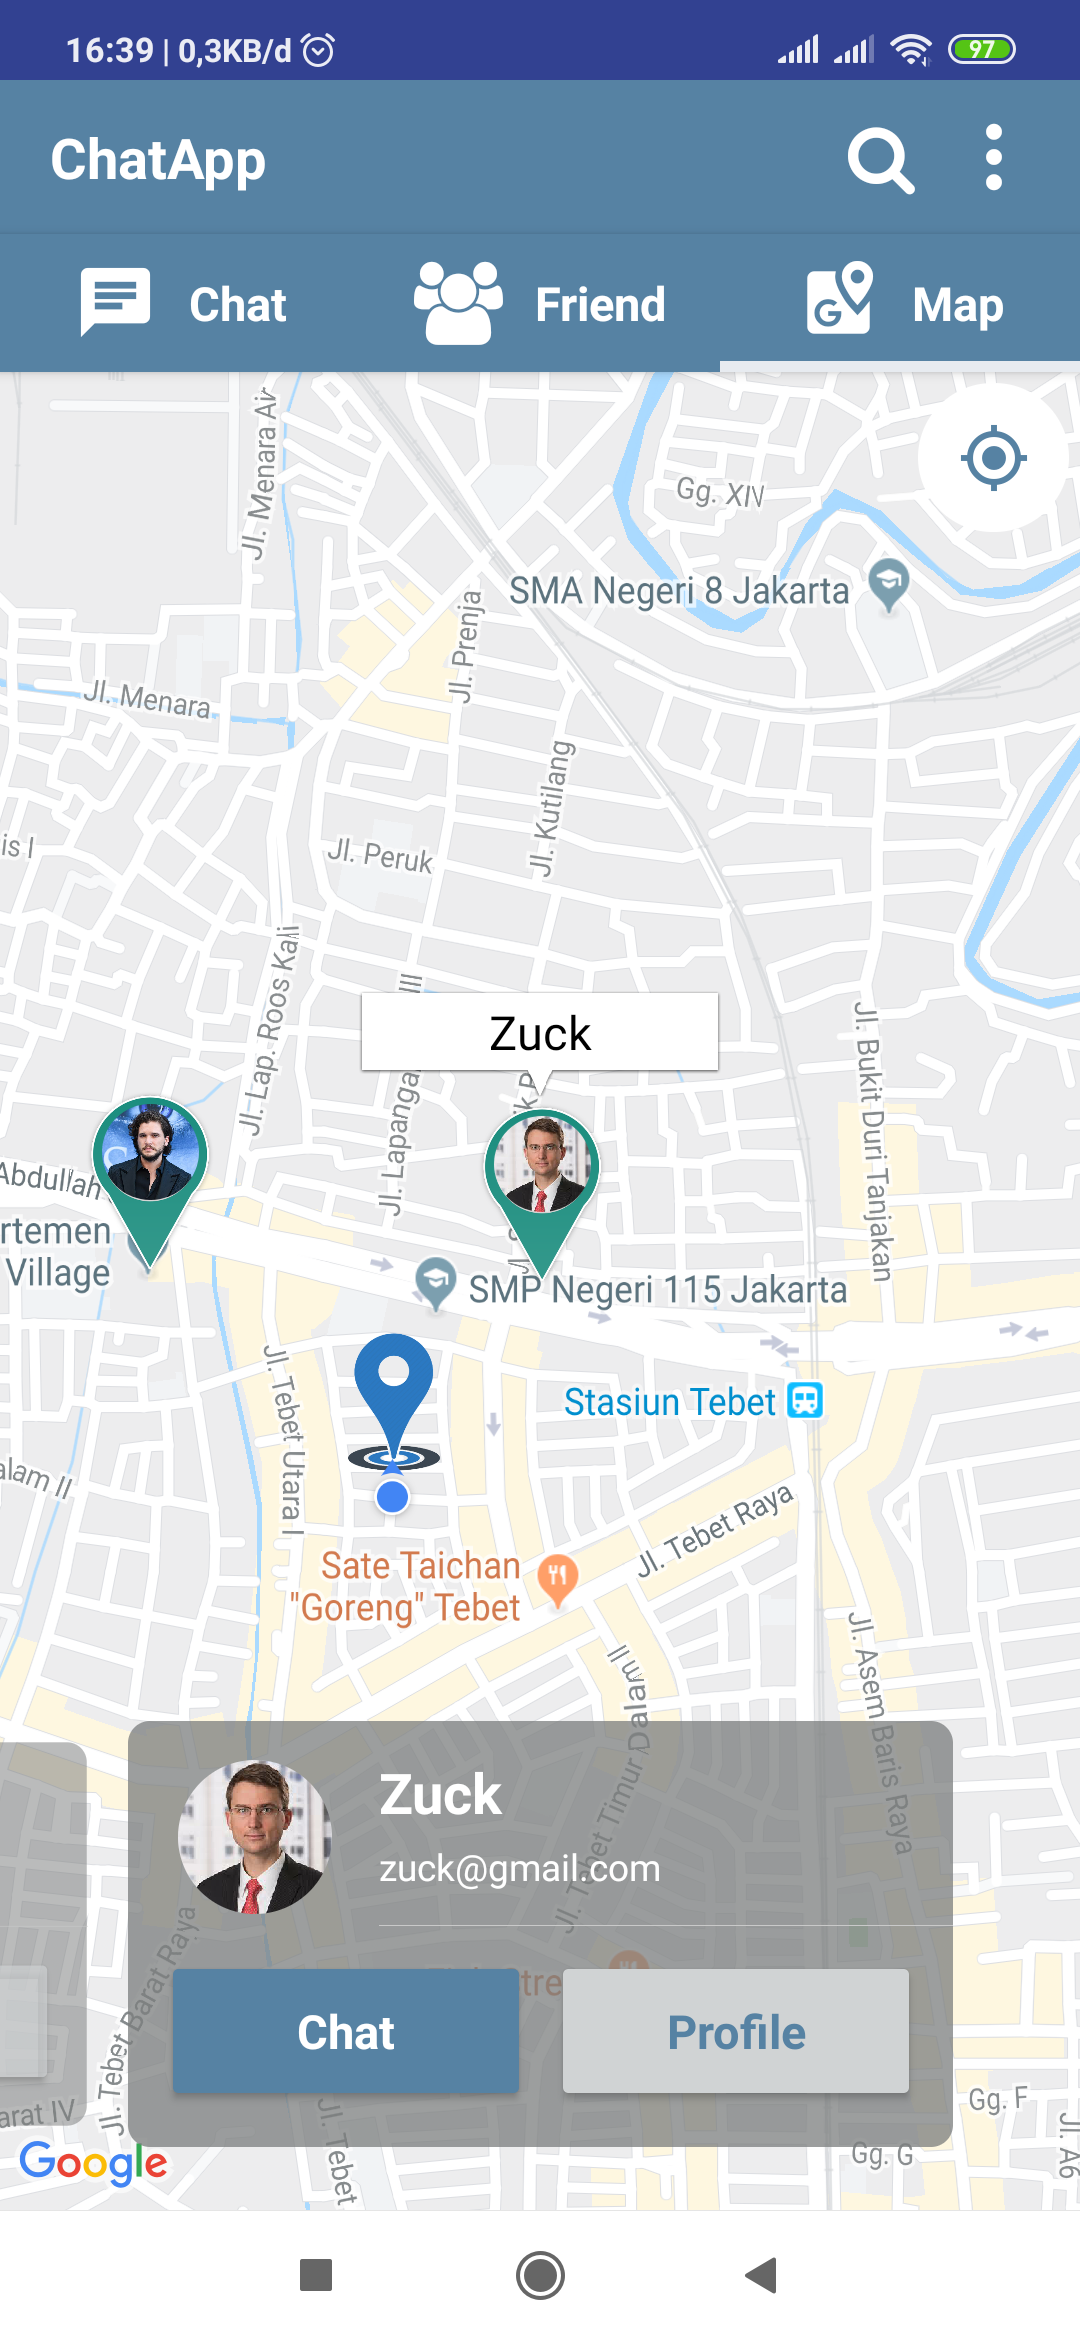 16:39 | 0,3KB/d
97
ChatApp
Chat
Friend
Map
Jl. Menara Air
Gg. XIV
SMA Negeri 8 Jakarta
Jl. Prenja
Jl. Menara
Jl. Kutilang
is I
Jl. Peruk
Jl. Lap. Roos
Jl. Lapanga
III
Zuck
Jl. Bukit Duri Tanjakan
Abdullah
rtemen
Village
SMP Negeri 115 Jakarta
Jl. Tebet Utara I
Stasiun Tebet
alam II
Jl. Tebet Raya
Sate Taichan
"Goreng" Tebet
Jl. Asem Baris Raya
Jl. Tebet Timur Dalam II
Zuck
zuck@gmail.com
Jl. Tebet Barat Raya
tre
Chat
Profile
arat IV
Jl. Tebet
Gg. F
Jl. A6
Gg. G
Google